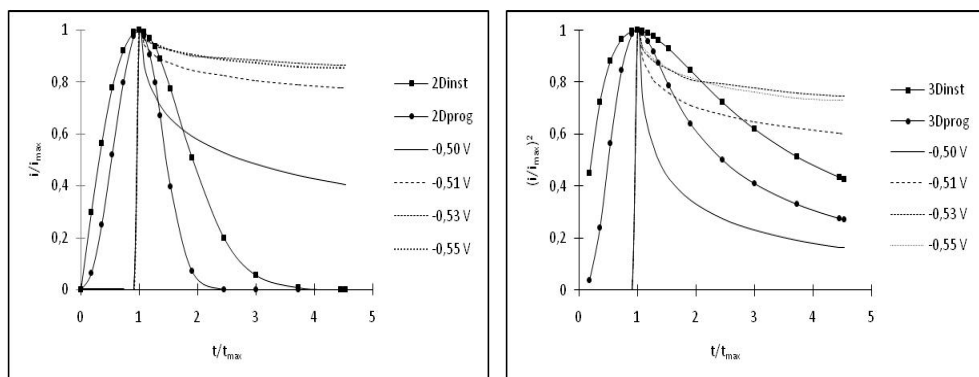 1
0,8
0,6
0,4
0,2
0
i/imax
0 1 2 3 4 5
t/tmax
2Dinst
2Dprog
-0,50 V
-0,51 V
-0,53 V
-0,55 V
1
0,8
0,6
0,4
0,2
0
(i/imax)²
0 1 2 3 4 5
t/tmax
3Dinst
3Dprog
-0,50 V
-0,51 V
-0,53 V
-0,55 V